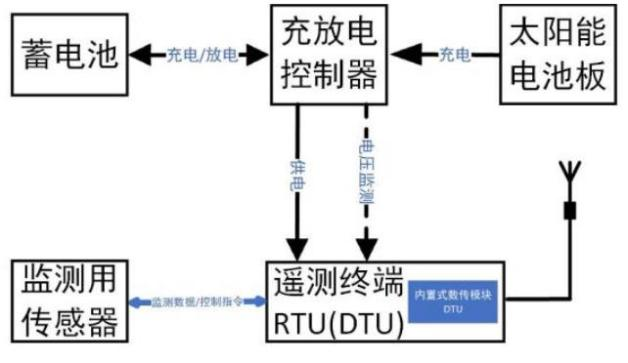 蓄电池
充电/放电
充放电
控制器
充电
太阳能
电池板
供电
电压监测
监测用
传感器
监测数据/控制指令
遥测终端
RTU(DTU)
内置式数传模块
DTU